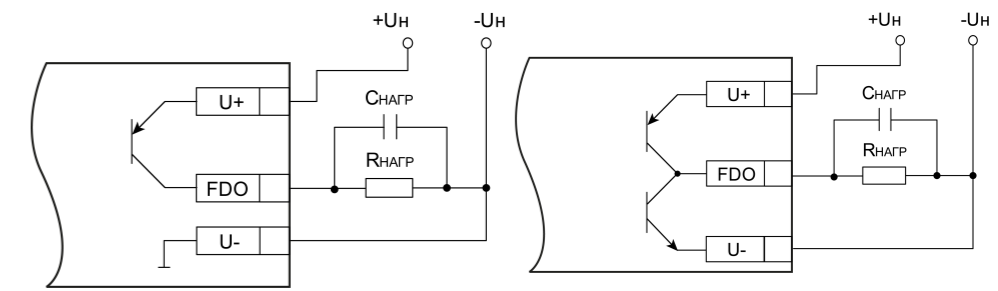 +Uн
-Uн
U+
Cнагр
Rнагр
FDO
U-
+Uн
-Uн
U+
Cнагр
Rнагр
FDO
U-